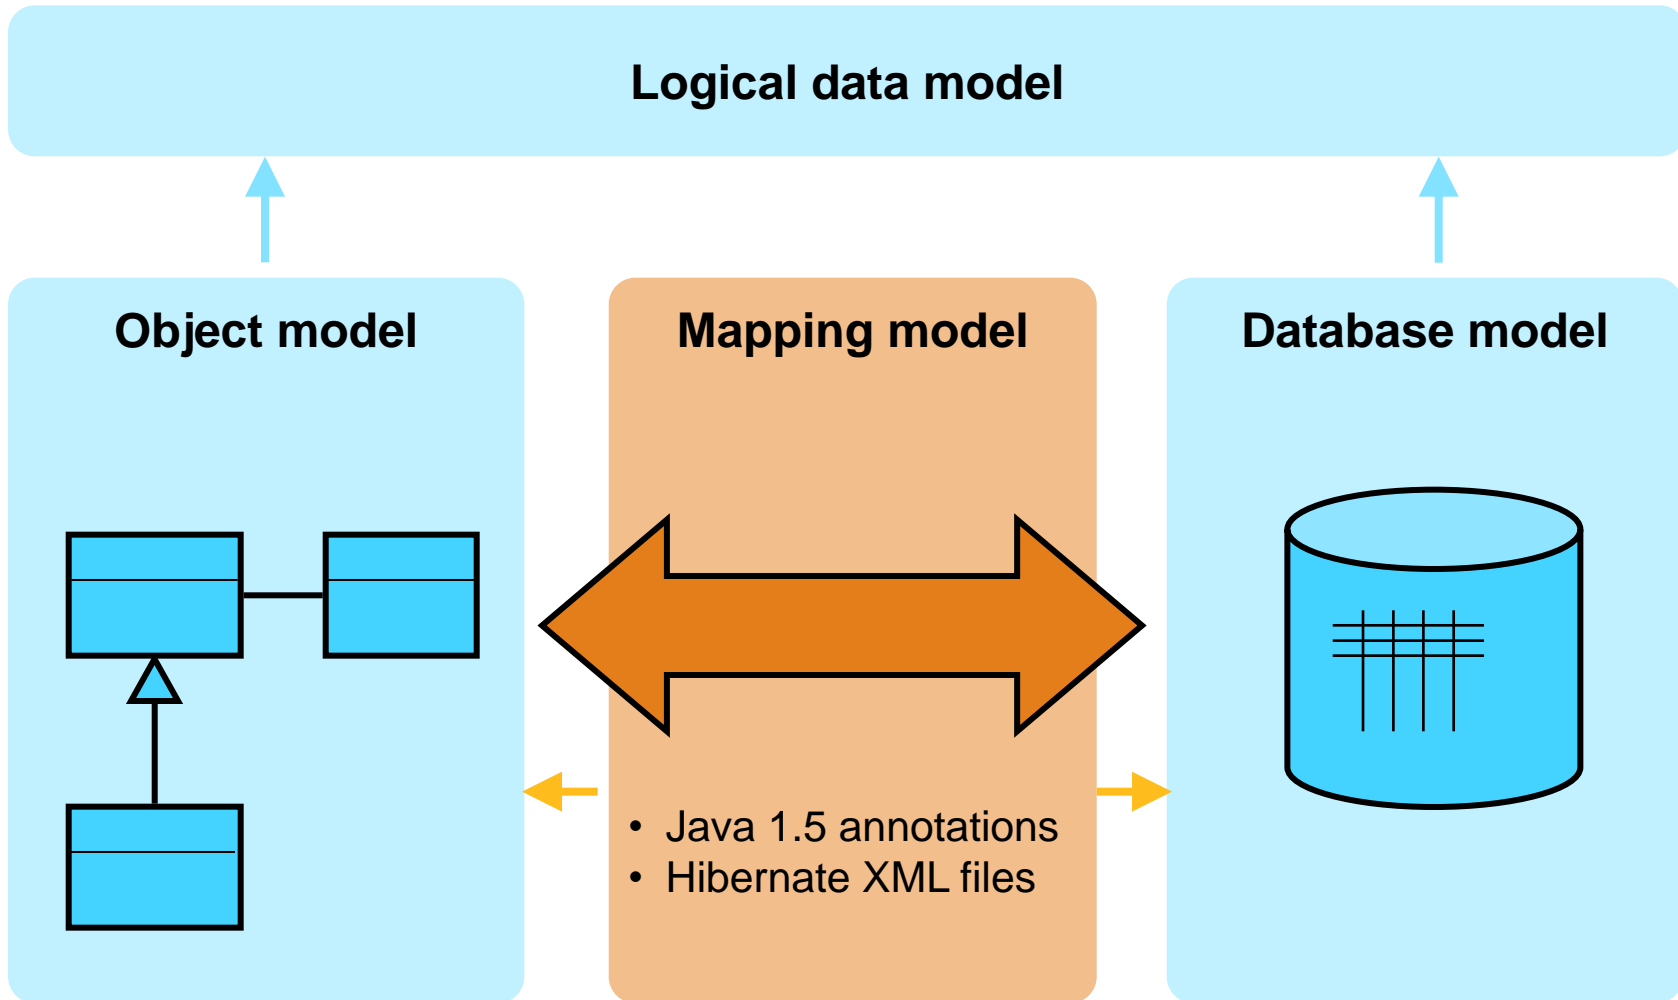 Logical data model
Object model
Mapping model
Database model
• Java 1.5 annotations
• Hibernate XML files